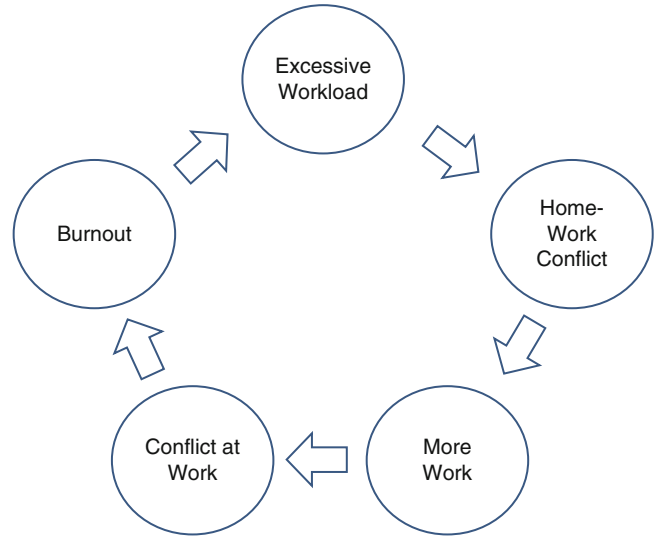 Excessive
Workload
Home-
Work
Conflict
More
Work
Conflict at
Work
Burnout